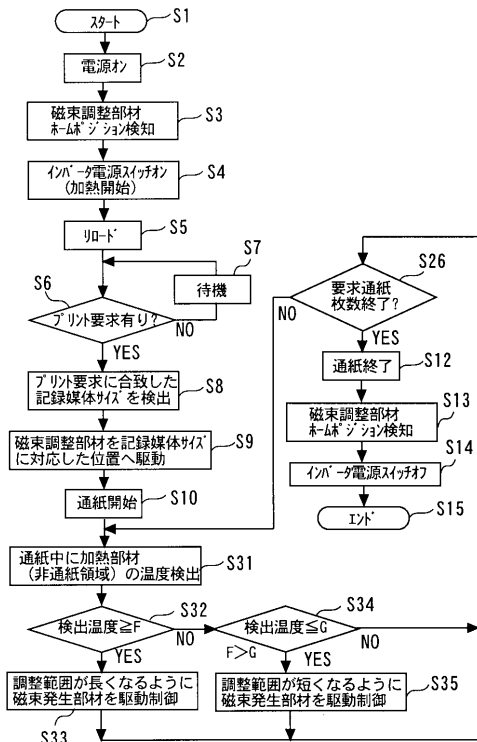 スタート
S1
電源オン
S2
磁束調整部材
ホームポジション検知
S3
インバータ電源スイッチオン
(加熱開始)
S4
リロード
S5
S6
プリント要求有り?
NO
待機
S7
YES
プリント要求に合致した
記録媒体サイズを検出
S8
磁束調整部材を記録媒体サイズ
に対応した位置へ駆動
S9
通紙開始
S10
通紙中に加熱部材
(非通紙領域)の温度検出
S31
検出温度≧F
S32
NO
YES
調整範囲が長くなるように
磁束発生部材を駆動制御
S33
検出温度≦G
S34
F>G
NO
YES
調整範囲が短くなるように
磁束発生部材を駆動制御
S35
要求通紙
枚数終了?
S26
NO
YES
通紙終了
S12
磁束調整部材
ホームポジション検知
S13
インバータ電源スイッチオフ
S14
エンド
S15